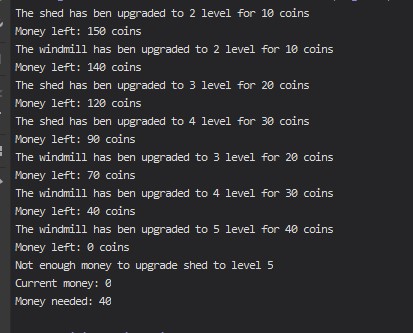 The shed has ben upgraded to 2 level for 10 coins
Money left: 150 coins
The windmill has ben upgraded to 2 level for 10 coins
Money left: 140 coins
The shed has ben upgraded to 3 level for 20 coins
Money left: 120 coins
The shed has ben upgraded to 4 level for 30 coins
Money left: 90 coins
The windmill has ben upgraded to 3 level for 20 coins
Money left: 70 coins
The windmill has ben upgraded to 4 level for 30 coins
Money left: 40 coins
The windmill has ben upgraded to 5 level for 40 coins
Money left: 0 coins
Not enough money to upgrade shed to level 5
Current money: 0
Money needed: 40